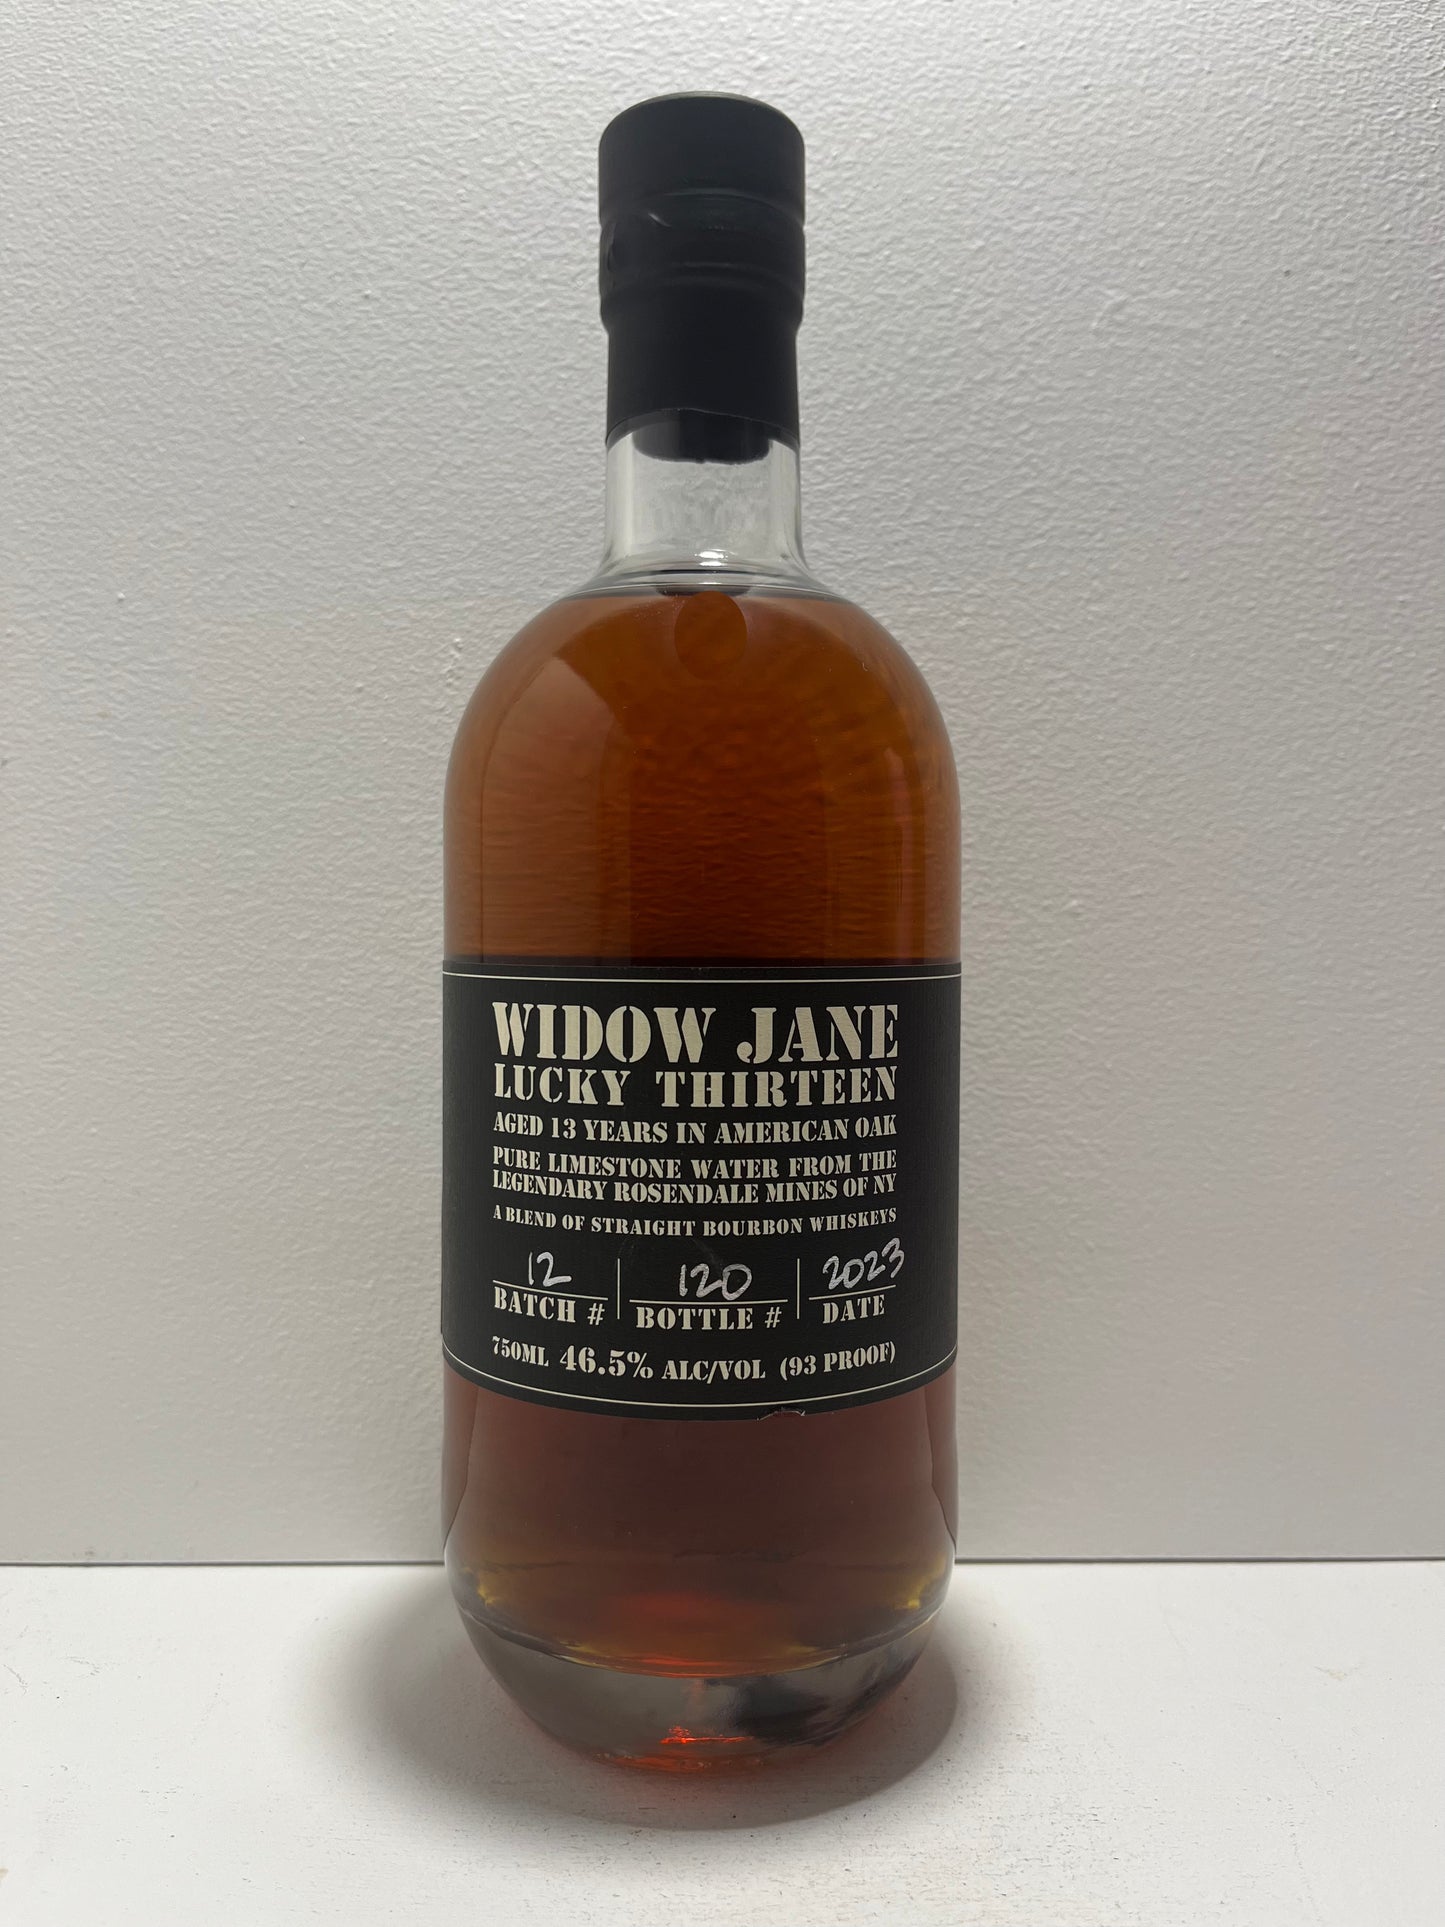 WIDOW JANE
LUCKY THIRTEEN
AGED 13 YEARS IN AMERICAN OAK
PURE LIMESTONE WATER FROM THE
LEGENDARY ROSENDALE MINES OF NY
A BLEND OF STRAIGHT BOURBON WHISKEYS
12 120 2023
BATCH # BOTTLE # DATE
750ML 46.5% ALC/VOL (93 PROOF)